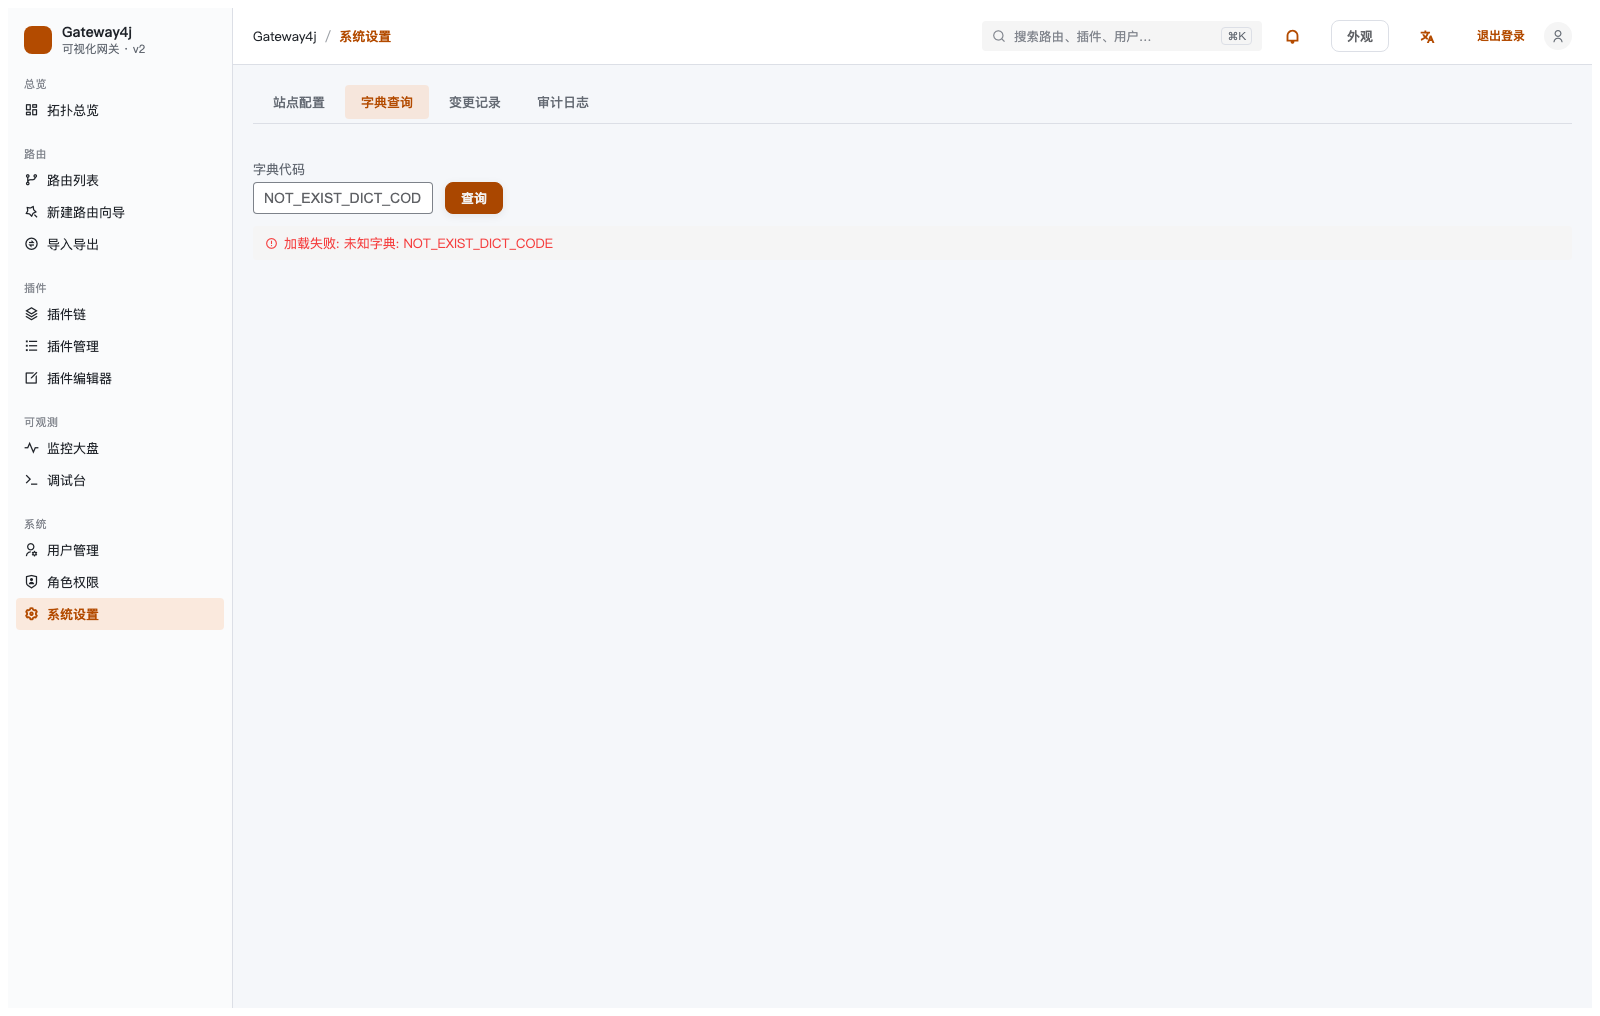 Gateway4j
可视化网关 · v2
总览
拓扑总览
路由
路由列表
新建路由向导
导入导出
插件
插件链
插件管理
插件编辑器
可观测
监控大盘
调试台
系统
用户管理
角色权限
系统设置
Gateway4j / 系统设置
搜索路由、插件、用户... ⌘K
外观
退出登录
站点配置 字典查询 变更记录 审计日志
字典代码
NOT_EXIST_DICT_COD 查询
加载失败: 未知字典: NOT_EXIST_DICT_CODE